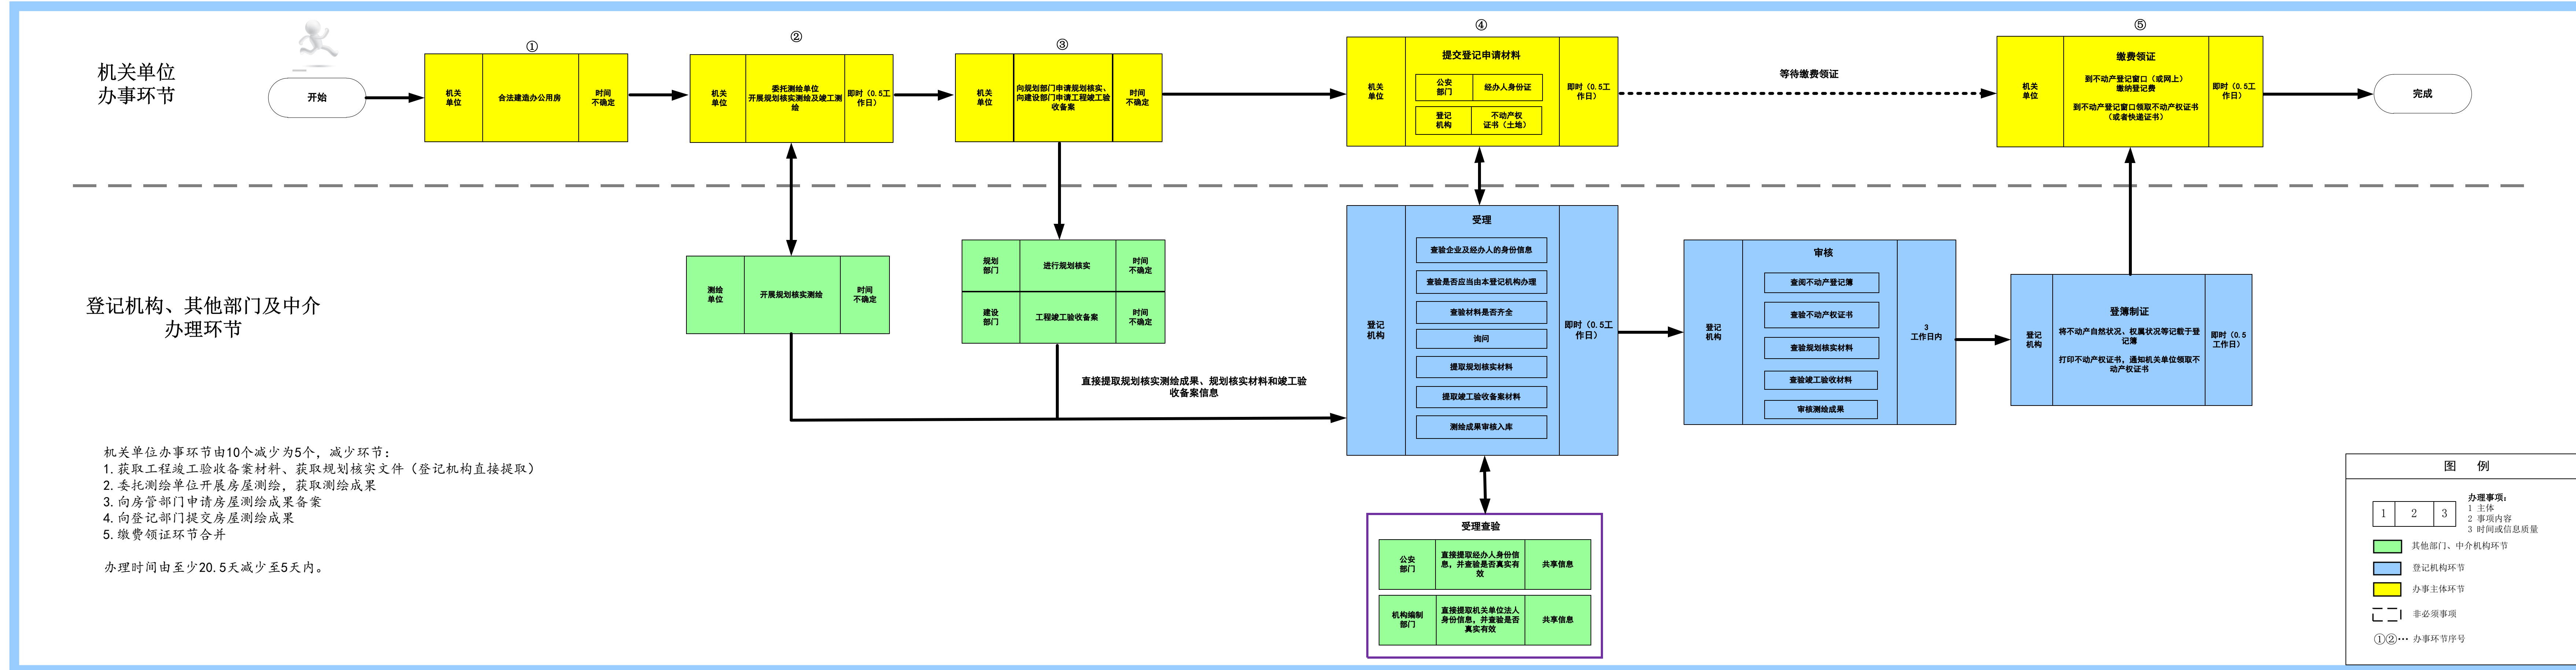 机关单位
办事环节
开始
①
机关
单位
合法建造办公用房
时间
不确定
②
机关
单位
委托测绘单位
开展规划核实测绘及竣工测
绘
即时（0.5工
作日）
③
机关
单位
向规划部门申请规划核实、
向建设部门申请工程竣工验
收备案
时间
不确定
④
机关
单位
提交登记申请材料
公安
部门
经办人身份证
登记
机构
不动产权
证书（土地）
即时（0.5工
作日）
等待缴费领证
⑤
机关
单位
缴费领证
到不动产登记窗口（或网上）
缴纳登记费
到不动产登记窗口领取不动产权证书
（或者快递证书）
即时（0.5工
作日）
完成
登记机构、其他部门及中介
办理环节
测绘
单位
开展规划核实测绘
时间
不确定
规划
部门
进行规划核实
时间
不确定
建设
部门
工程竣工验收备案
时间
不确定
直接提取规划核实测绘成果、规划核实材料和竣工验
收备案信息
登记
机构
受理
查验企业及经办人的身份信息
查验是否应当由本登记机构办理
查验材料是否齐全
询问
提取规划核实材料
提取竣工验收备案材料
测绘成果审核入库
即时（0.5工
作日）
登记
机构
审核
查阅不动产登记簿
查验不动产权证书
查验规划核实材料
查验竣工验收材料
审核测绘成果
3
工作日内
登记
机构
登簿制证
将不动产自然状况、权属状况等记载于登
记簿
打印不动产权证书，通知机关单位领取不
动产权证书
即时（0.5
工作日）
受理查验
公安
部门
直接提取经办人身份信
息，并查验是否真实有
效
共享信息
机构编制
部门
直接提取机关单位法人
身份信息，并查验是否
真实有效
共享信息
机关单位办事环节由10个减少为5个，减少环节：
1.获取工程竣工验收备案材料、获取规划核实文件（登记机构直接提取）
2.委托测绘单位开展房屋测绘，获取测绘成果
3.向房管部门申请房屋测绘成果备案
4.向登记部门提交房屋测绘成果
5.缴费领证环节合并
办理时间由至少20.5天减少至5天内。
图 例
1 2 3
办理事项：
1 主体
2 事项内容
3 时间或信息质量
其他部门、中介机构环节
登记机构环节
办事主体环节
非必须事项
①②… 办事环节序号